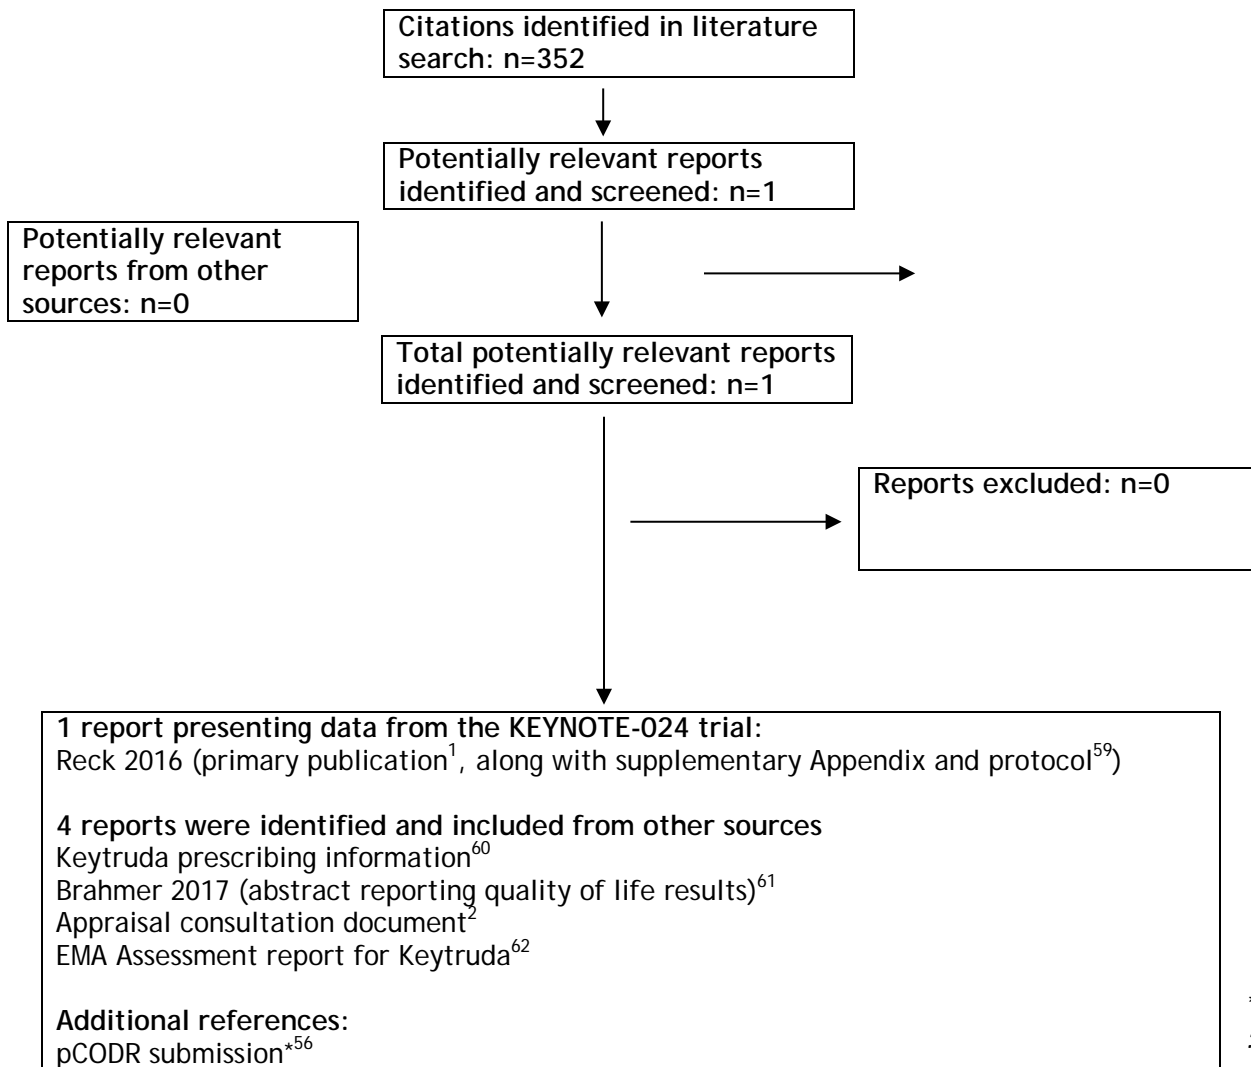 Citations identified in literature
search: n=352
Potentially relevant reports
identified and screened: n=1
Potentially relevant
reports from other
sources: n=0
Total potentially relevant reports
identified and screened: n=1
Reports excluded: n=0
1 report presenting data from the KEYNOTE-024 trial:
Reck 2016 (primary publication1, along with supplementary Appendix and protocol59)
4 reports were identified and included from other sources
Keytruda prescribing information60
Brahmer 2017 (abstract reporting quality of life results)61
Appraisal consultation document2
EMA Assessment report for Keytruda62
Additional references:
pCODR submission*56
*